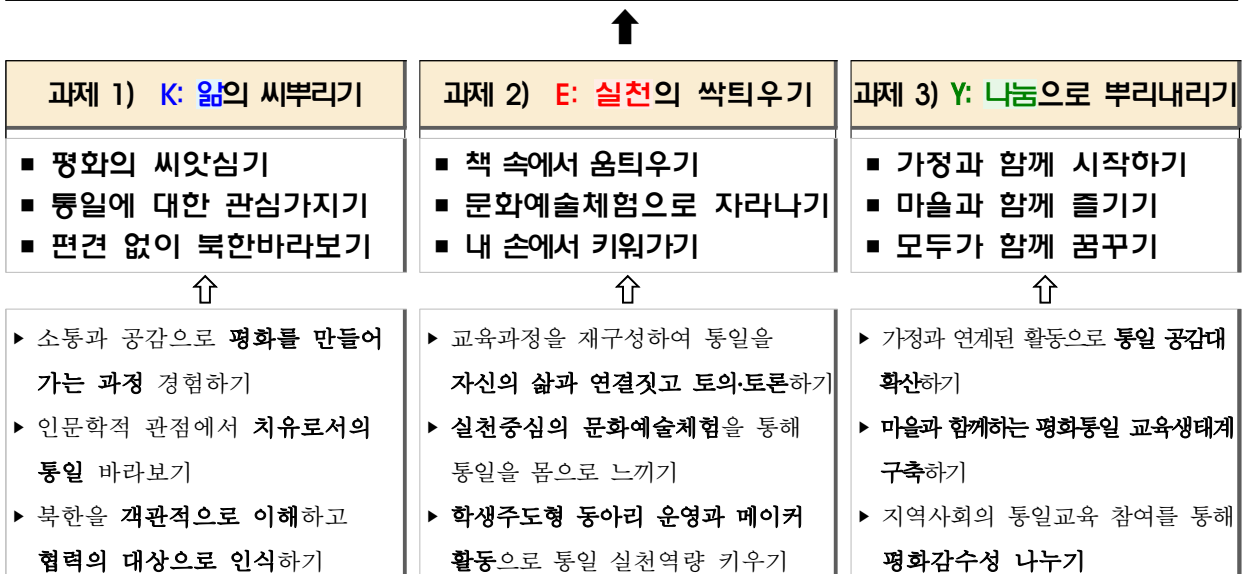 과제 1) K: 앎의 씨뿌리기
■ 평화의 씨앗심기
■ 통일에 대한 관심가지기
■ 편견 없이 북한바라보기
▶ 소통과 공감으로 평화를 만들어
가는 과정 경험하기
▶ 인문학적 관점에서 치유로서의
통일 바라보기
▶ 북한을 객관적으로 이해하고
협력의 대상으로 인식하기
과제 2) E: 실천의 싹틔우기
■ 책 속에서 움틔우기
■ 문화예술체험으로 자라나기
■ 내 손에서 키워가기
▶ 교육과정을 재구성하여 통일을
자신의 삶과 연결짓고 토의·토론하기
▶ 실천중심의 문화예술체험을 통해
통일을 몸으로 느끼기
▶ 학생주도형 동아리 운영과 메이커
활동으로 통일 실천역량 키우기
과제 3) Y: 나눔으로 뿌리내리기
■ 가정과 함께 시작하기
■ 마을과 함께 즐기기
■ 모두가 함께 꿈꾸기
▶ 가정과 연계된 활동으로 통일 공감대
확산하기
▶ 마을과 함께하는 평화통일 교육생태계
구축하기
▶ 지역사회의 통일교육 참여를 통해
평화감수성 나누기